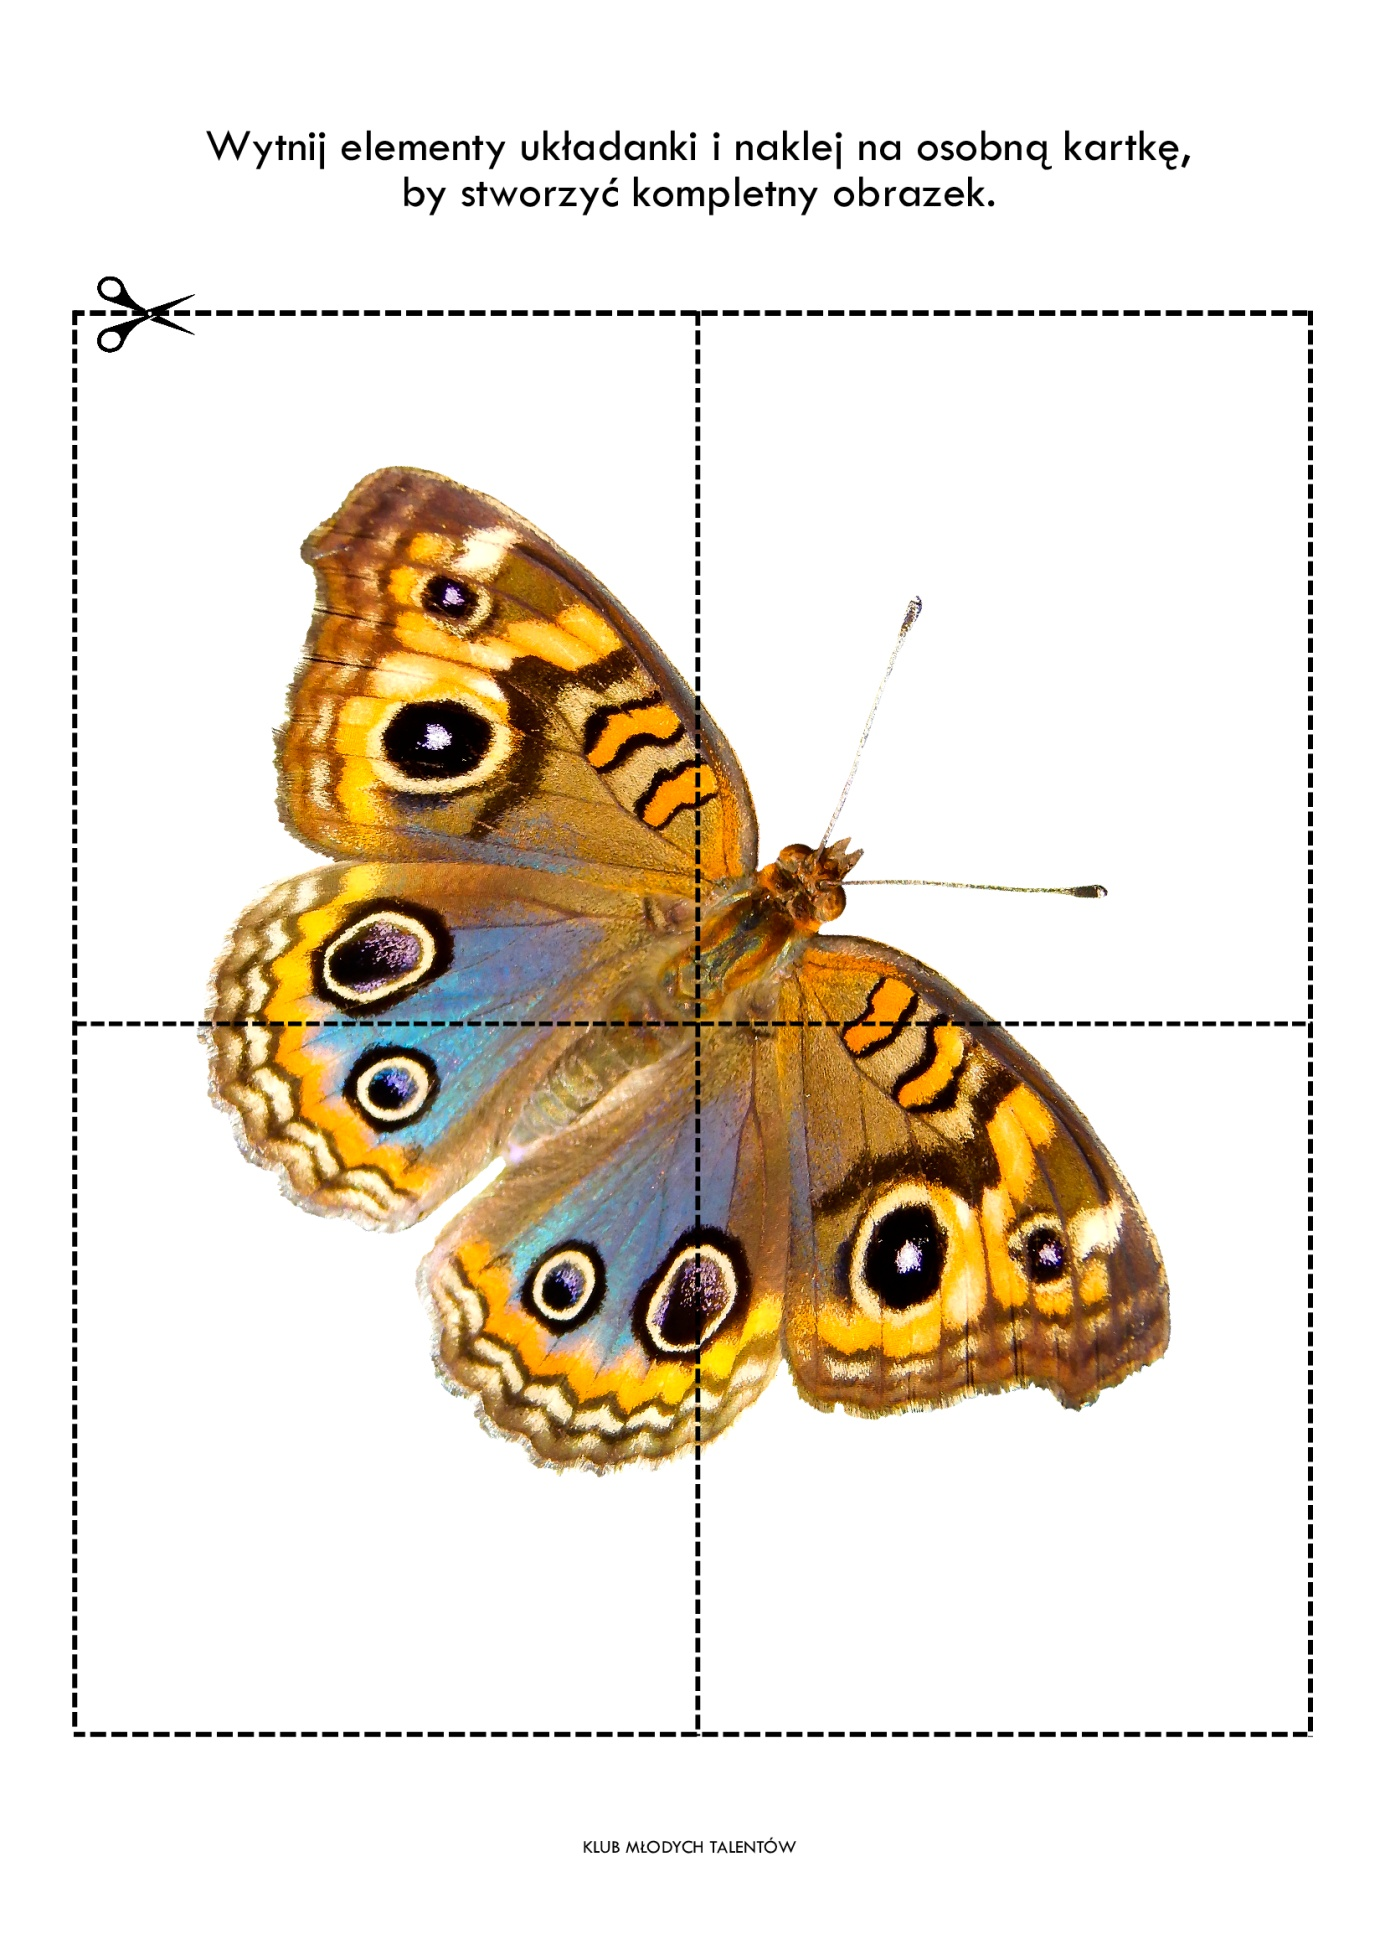 Wytnij elementy układanki i naklej na osobną kartkę,
by stworzyć kompletny obrazek.
KLUB MŁODYCH TALENTÓW